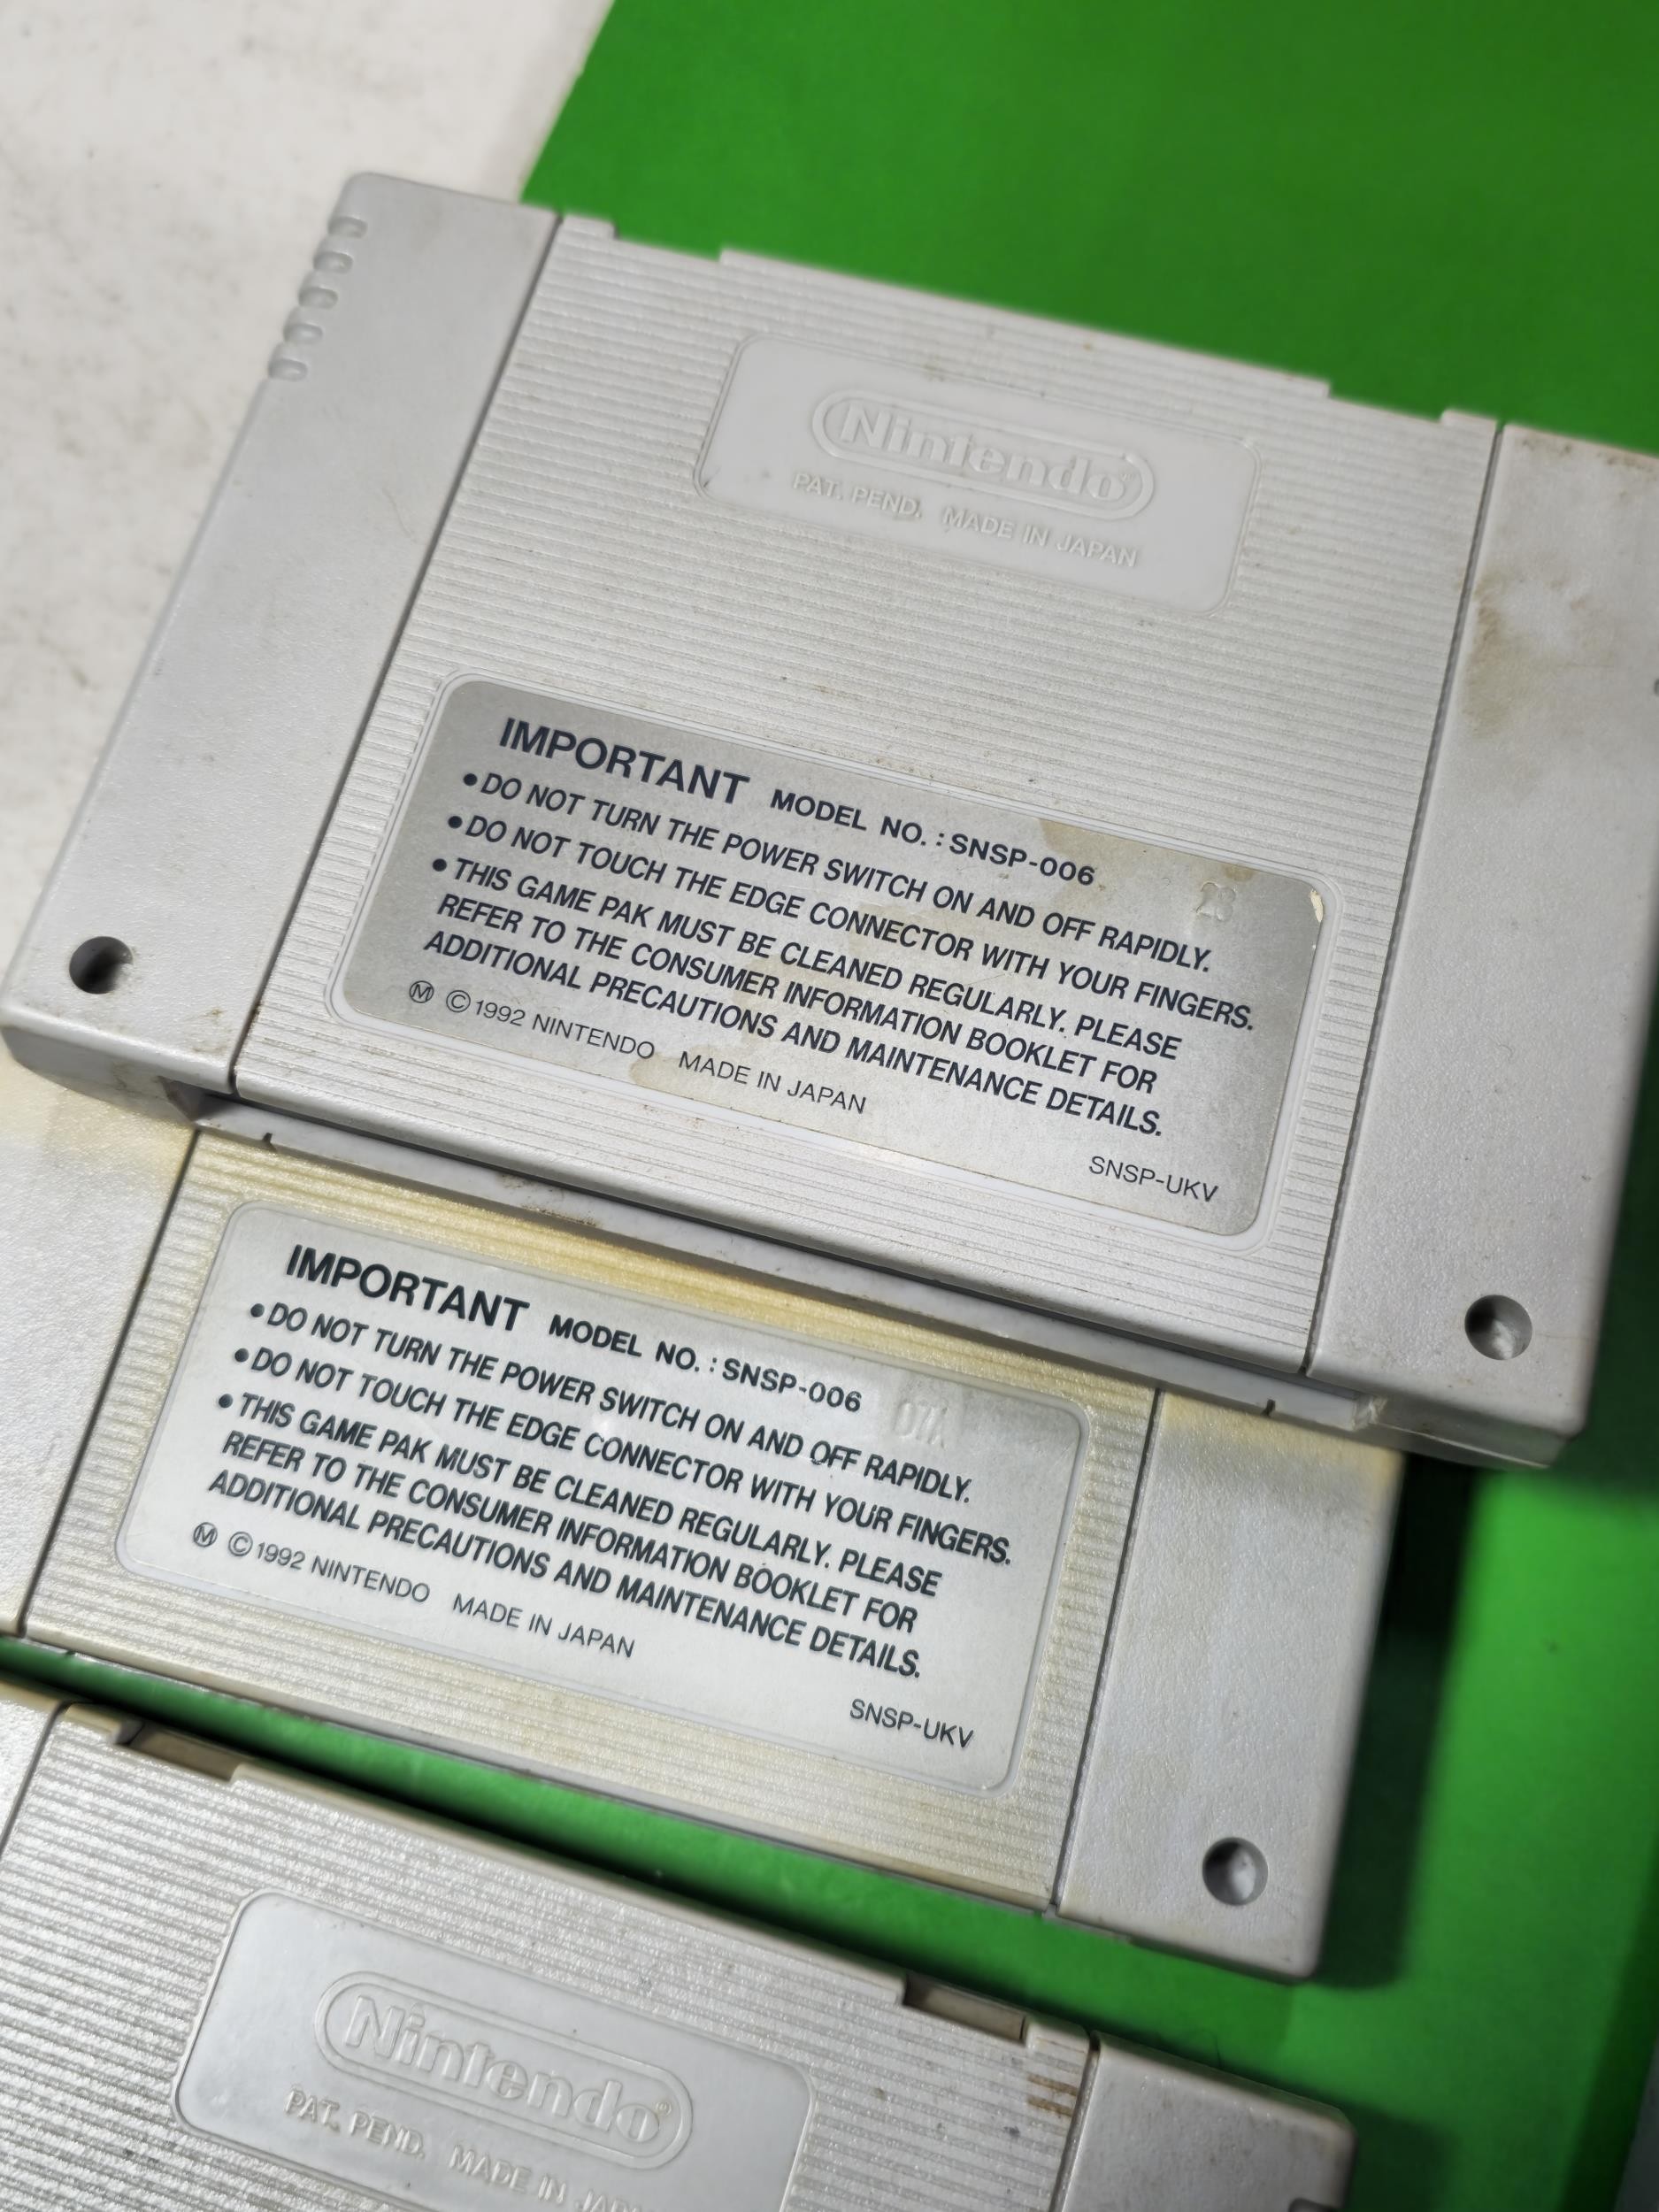 Nintendo®
PAT. PEND. MADE IN JAPAN
IMPORTANT MODEL NO. : SNSP-006
23
●DO NOT TURN THE POWER SWITCH ON AND OFF RAPIDLY.
●DO NOT TOUCH THE EDGE CONNECTOR WITH YOUR FINGERS.
●THIS GAME PAK MUST BE CLEANED REGULARLY. PLEASE
REFER TO THE CONSUMER INFORMATION BOOKLET FOR
ADDITIONAL PRECAUTIONS AND MAINTENANCE DETAILS.
Ⓜ ©1992 NINTENDO MADE IN JAPAN
SNSP-UKV
IMPORTANT MODEL NO. : SNSP-006
●DO NOT TURN THE POWER SWITCH ON AND OFF RAPIDLY.
●DO NOT TOUCH THE EDGE CONNECTOR WITH YOUR FINGERS.
●THIS GAME PAK MUST BE CLEANED REGULARLY. PLEASE
REFER TO THE CONSUMER INFORMATION BOOKLET FOR
ADDITIONAL PRECAUTIONS AND MAINTENANCE DETAILS.
Ⓜ ©1992 NINTENDO MADE IN JAPAN
SNSP-UKV
Nintendo®
PAT. PEND. MADE IN JAPAN